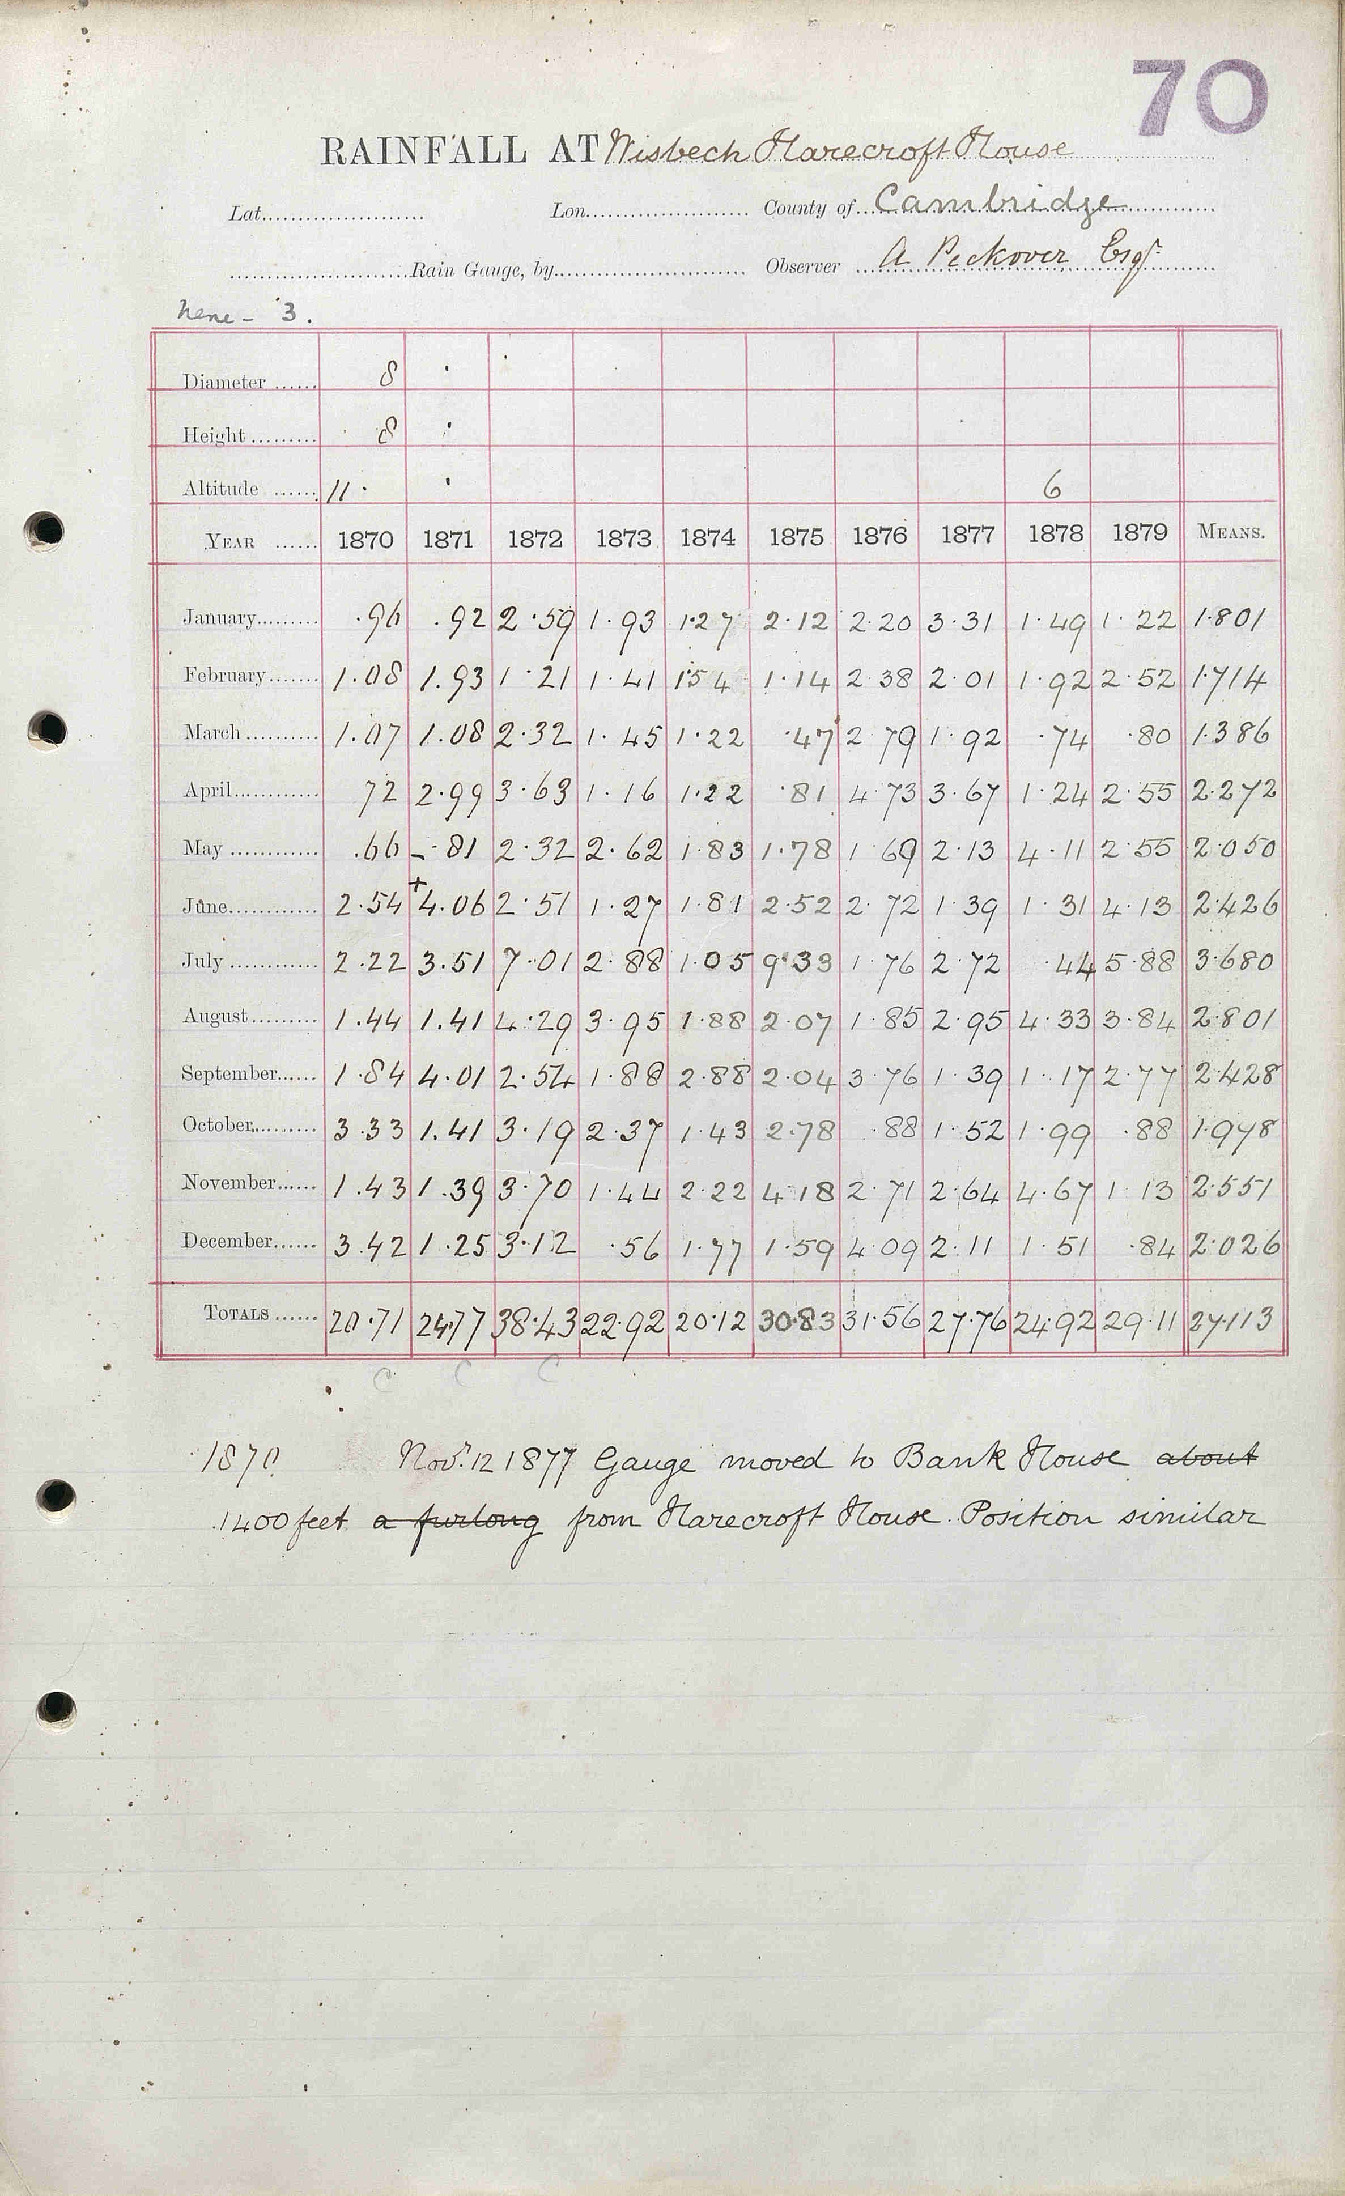 70
RAINFALL AT Wisbech Harecroft House
Lat. Lon. County of Cambridge
Rain Gauge, by Observer A Peckover Esqr
Nene - 3.
Diameter 8
Height 8
Altitude 11 6
YEAR 1870 1871 1872 1873 1874 1875 1876 1877 1878 1879 MEANS.
January .96 .92 2.59 1.93 1.27 2.12 2.20 3.31 1.49 1.22 1.801
February 1.08 1.93 1.21 1.41 1.54 1.14 2.38 2.01 1.92 2.52 1.714
March 1.07 1.08 2.32 1.45 1.22 .47 2.79 1.92 .74 .80 1.386
April 72 2.99 3.63 1.16 1.22 .81 4.73 3.67 1.24 2.55 2.272
May .66 - .81 2.32 2.62 1.83 1.78 1.69 2.13 4.11 2.55 2.050
June 2.54 + 4.06 2.51 1.27 1.81 2.52 2.72 1.39 1.31 4.13 2.426
July 2.22 3.51 7.01 2.88 1.05 9.33 1.76 2.72 .44 5.88 3.680
August 1.44 1.41 4.29 3.95 1.88 2.07 1.85 2.95 4.33 3.84 2.801
September 1.84 4.01 2.54 1.88 2.88 2.04 3.76 1.39 1.17 2.77 2.428
October 3.33 1.41 3.19 2.37 1.43 2.78 .88 1.52 1.99 .88 1.978
November 1.43 1.39 3.70 1.44 2.22 4.18 2.71 2.64 4.67 1.13 2.551
December 3.42 1.25 3.12 .56 1.77 1.59 4.09 2.11 1.51 .84 2.026
TOTALS 20.71 24.77 38.43 22.92 20.12 30.83 31.56 27.76 24.92 29.11 27.113
C C C
1870. Novr. 12 1877 Gauge moved to Bank House about
1400 feet a furlong from Harecroft House. Position similar